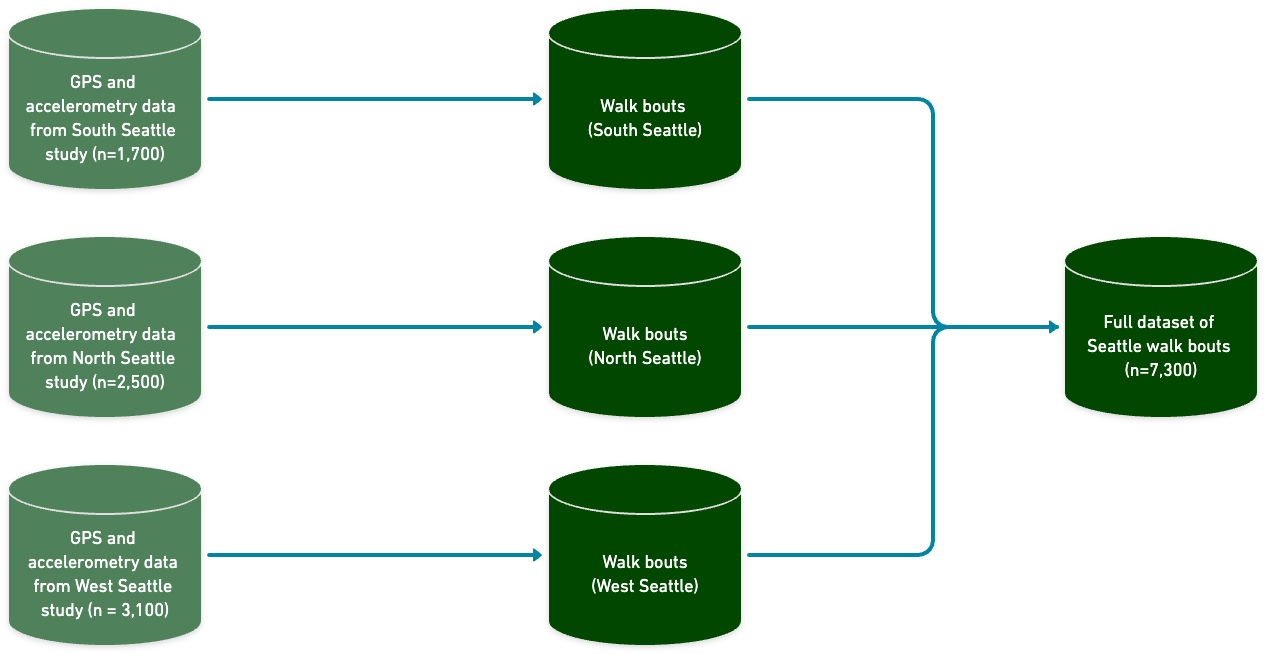 GPS and
accelerometry data
from South Seattle
study (n=1,700)
Walk bouts
(South Seattle)
GPS and
accelerometry data
from North Seattle
study (n=2,500)
Walk bouts
(North Seattle)
Full dataset of
Seattle walk bouts
(n=7,300)
GPS and
accelerometry data
from West Seattle
study (n = 3,100)
Walk bouts
(West Seattle)